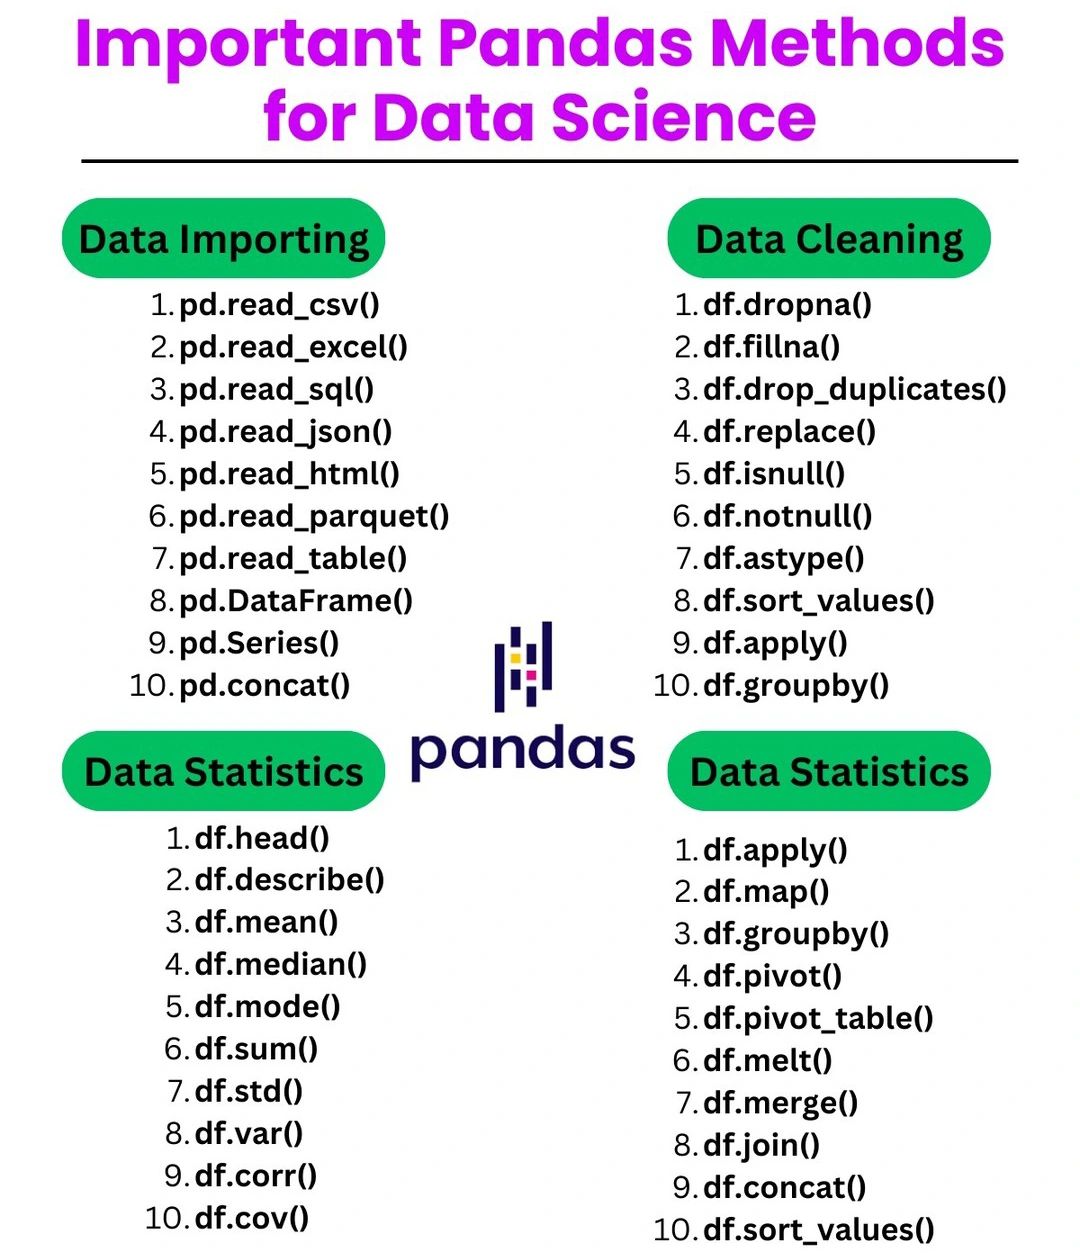 Important Pandas Methods
for Data Science
Data Importing
1. pd.read_csv()
2. pd.read_excel()
3. pd.read_sql()
4. pd.read_json()
5. pd.read_html()
6. pd.read_parquet()
7. pd.read_table()
8. pd.DataFrame()
9. pd.Series()
10. pd.concat()
Data Cleaning
1. df.dropna()
2. df.fillna()
3. df.drop_duplicates()
4. df.replace()
5. df.isnull()
6. df.notnull()
7. df.astype()
8. df.sort_values()
9. df.apply()
10. df.groupby()
pandas
Data Statistics
1. df.head()
2. df.describe()
3. df.mean()
4. df.median()
5. df.mode()
6. df.sum()
7. df.std()
8. df.var()
9. df.corr()
10. df.cov()
Data Statistics
1. df.apply()
2. df.map()
3. df.groupby()
4. df.pivot()
5. df.pivot_table()
6. df.melt()
7. df.merge()
8. df.join()
9. df.concat()
10. df.sort_values()